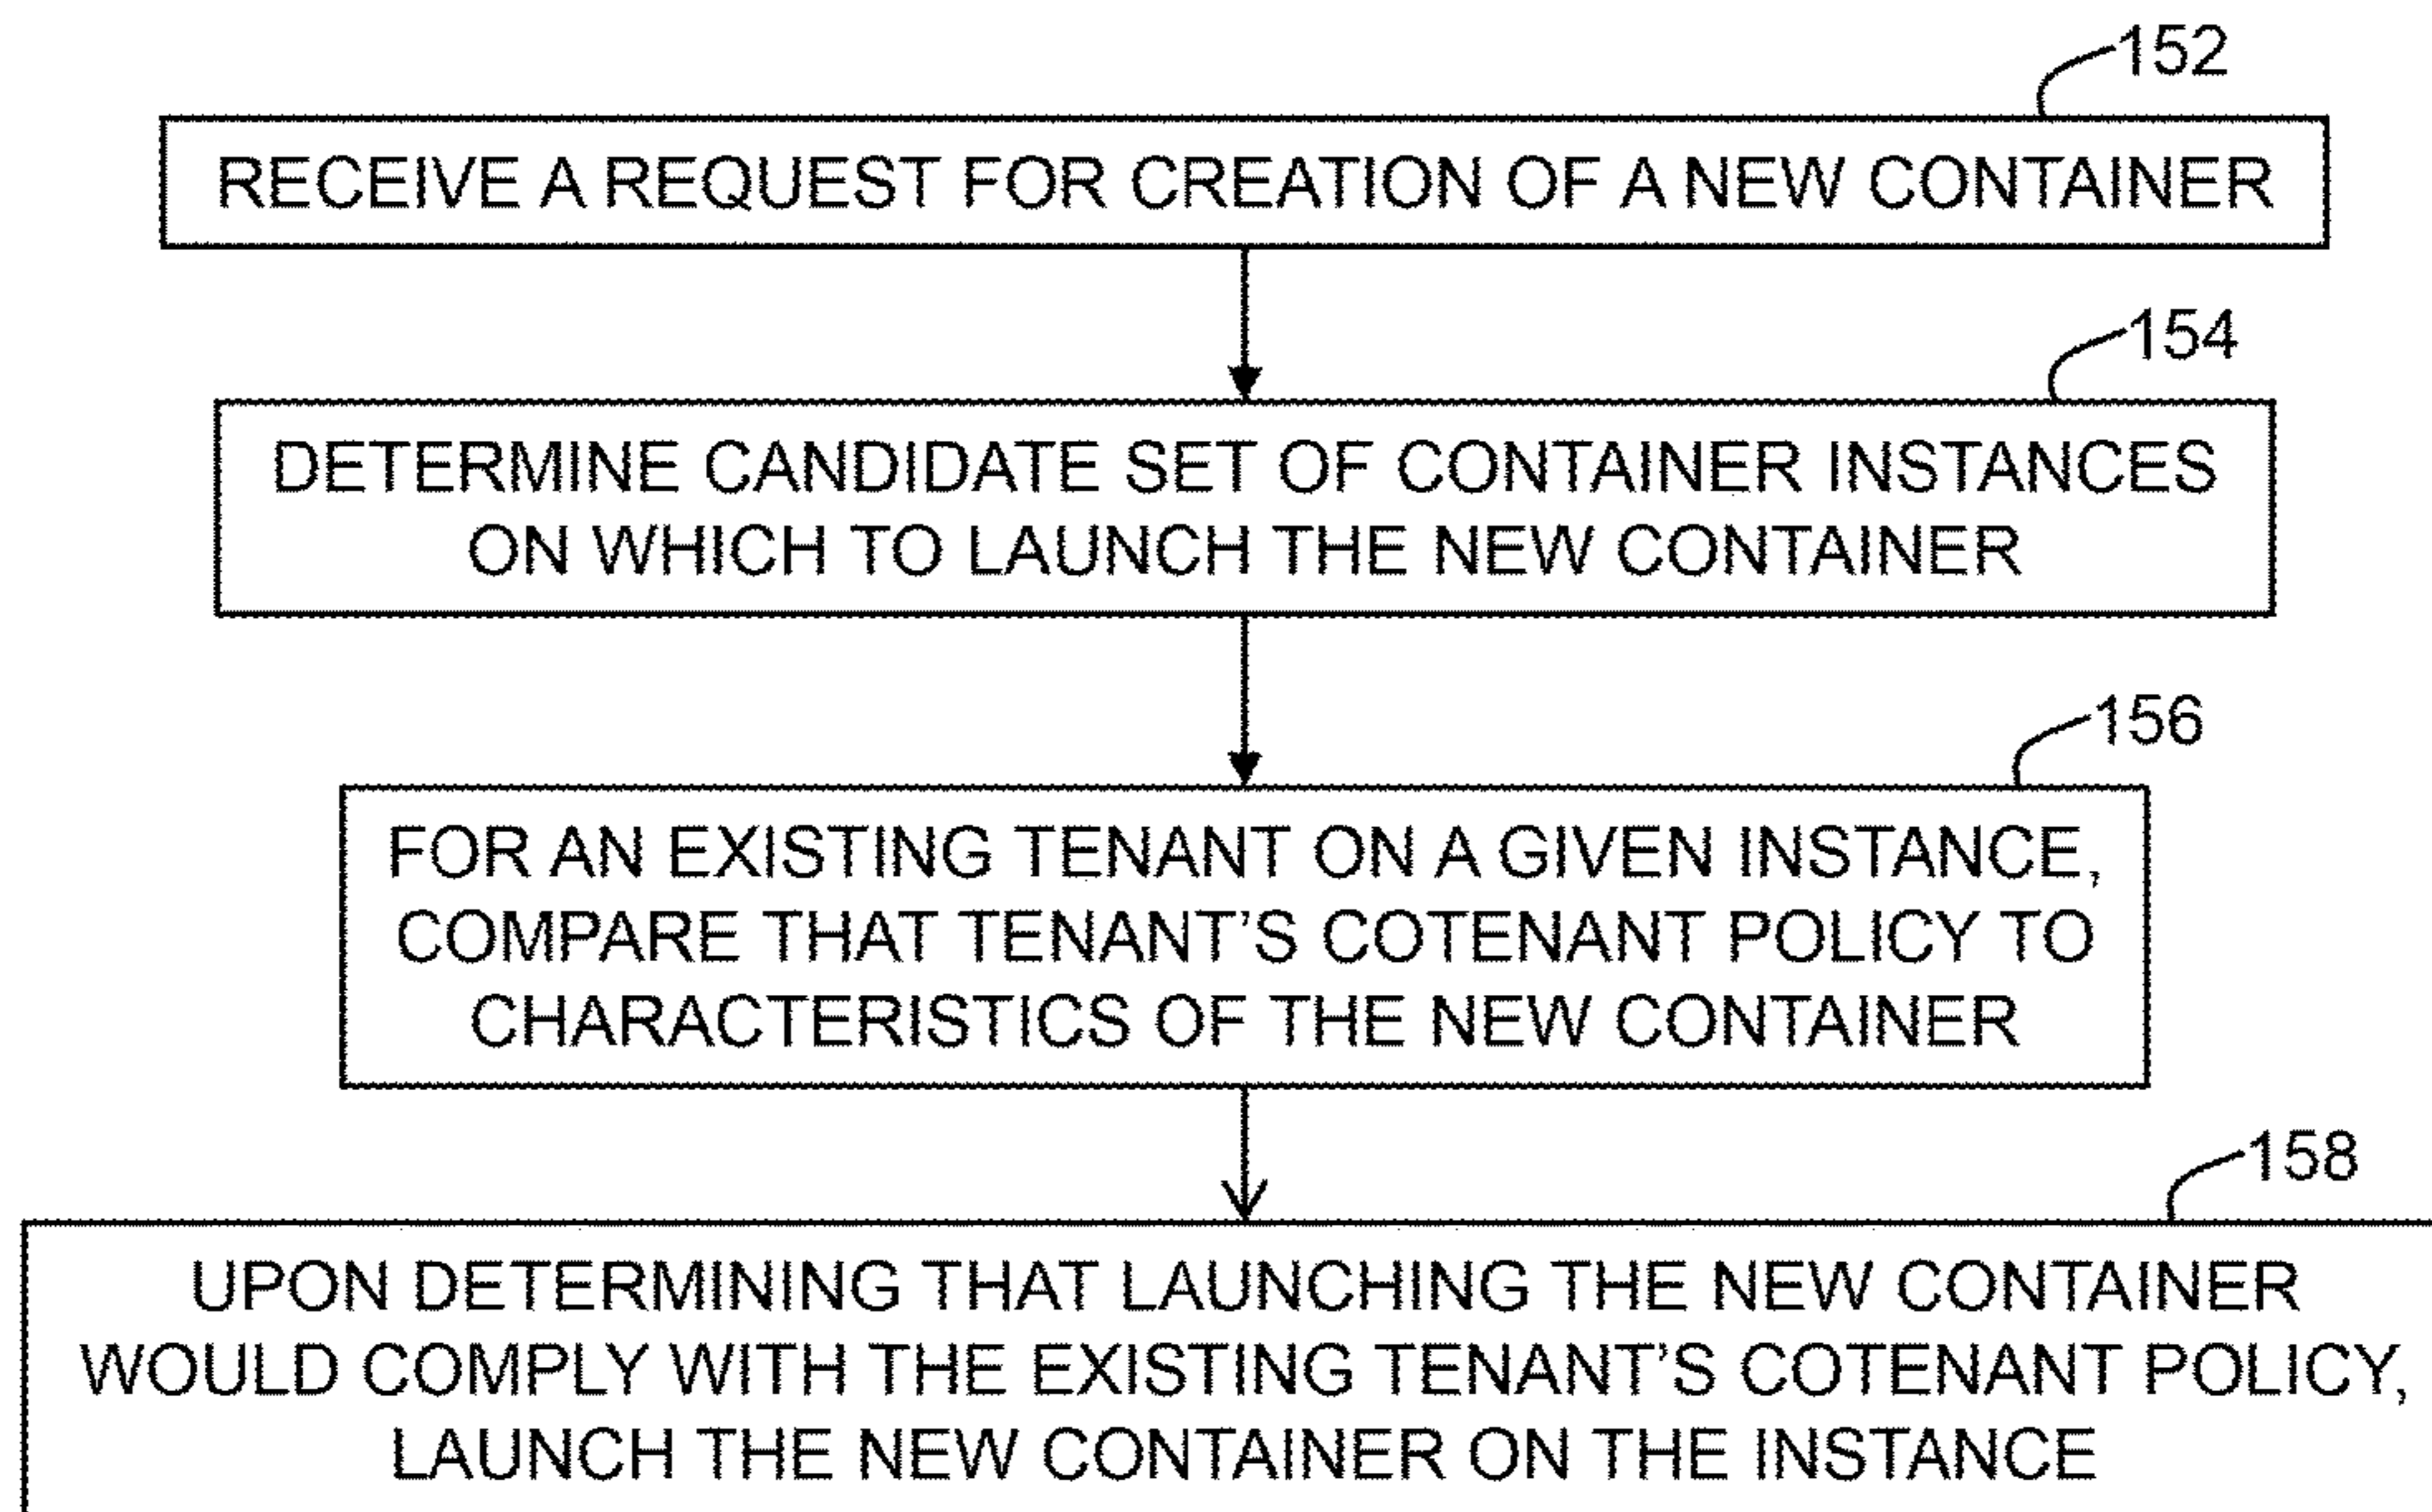 152
RECEIVE A REQUEST FOR CREATION OF A NEW CONTAINER
154
DETERMINE CANDIDATE SET OF CONTAINER INSTANCES
ON WHICH TO LAUNCH THE NEW CONTAINER
156
FOR AN EXISTING TENANT ON A GIVEN INSTANCE,
COMPARE THAT TENANT'S COTENANT POLICY TO
CHARACTERISTICS OF THE NEW CONTAINER
158
UPON DETERMINING THAT LAUNCHING THE NEW CONTAINER
WOULD COMPLY WITH THE EXISTING TENANT'S COTENANT POLICY,
LAUNCH THE NEW CONTAINER ON THE INSTANCE